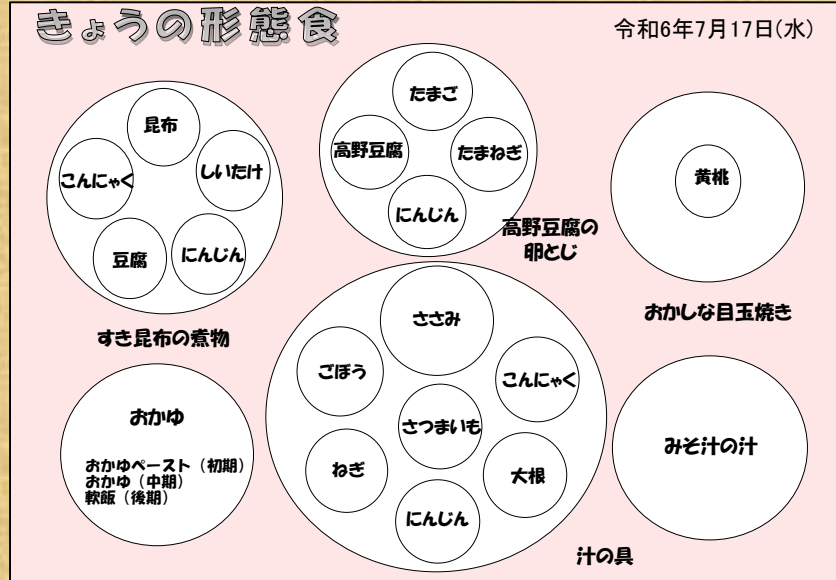 きょうの形態食
令和6年7月17日(水)
昆布
こんにゃく
しいたけ
豆腐
にんじん
すき昆布の煮物
たまご
高野豆腐
たまねぎ
にんじん
高野豆腐の
卵とじ
黄桃
おかしな目玉焼き
おかゆ
おかゆペースト（初期）
おかゆ（中期）
軟飯（後期）
ささみ
ごぼう
こんにゃく
さつまいも
ねぎ
大根
にんじん
汁の具
みそ汁の汁